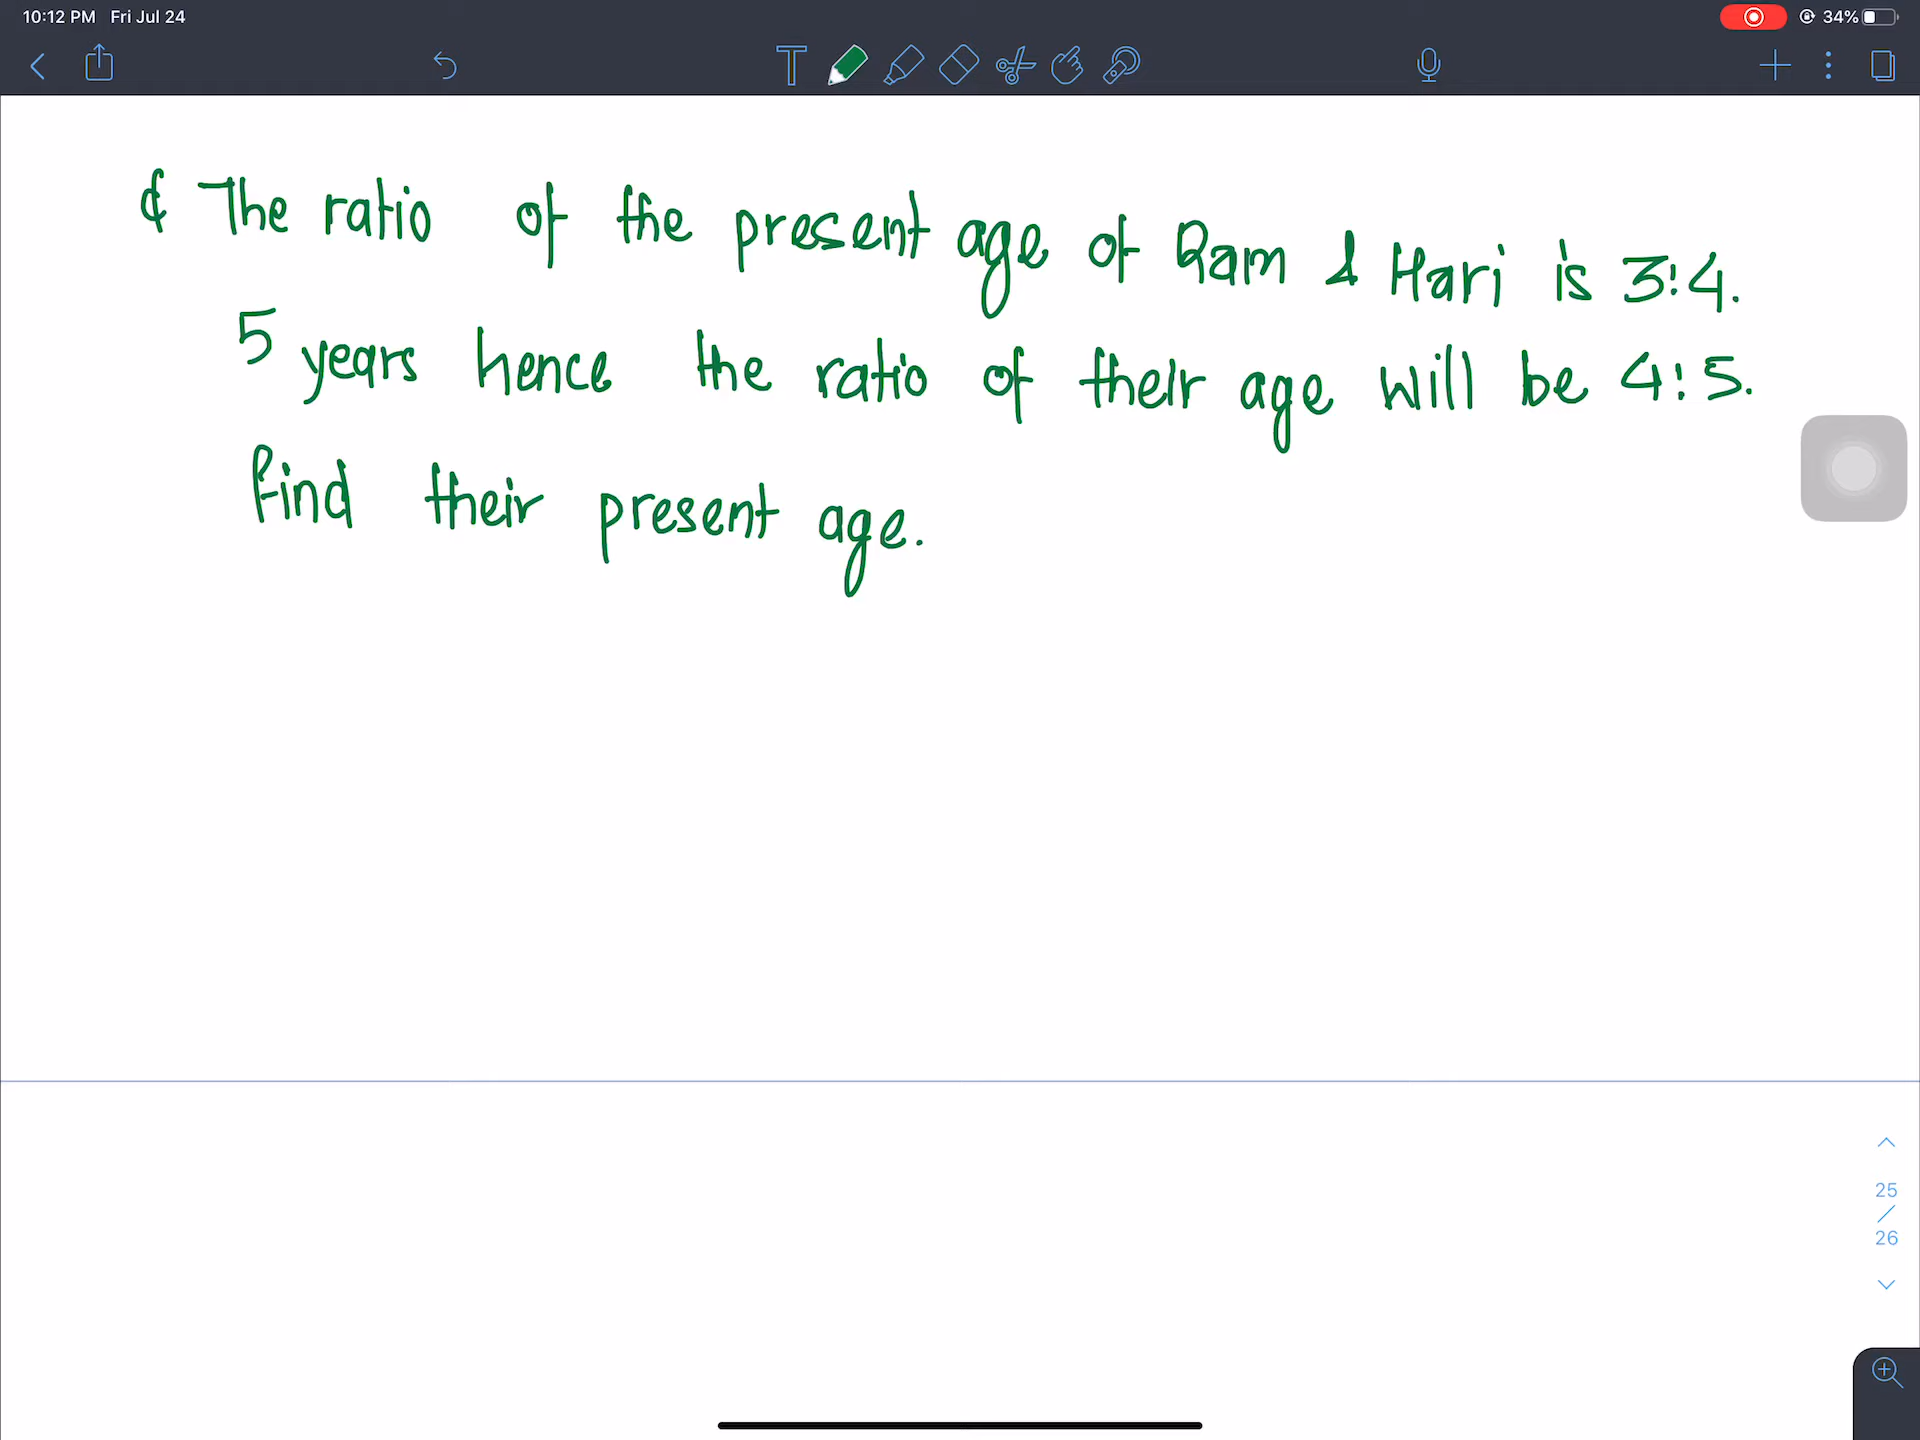 10:12 PM Fri Jul 24 34%
T
¢ The ratio of the present age of Ram & Hari is 3:4.
5 years hence the ratio of their age will be 4:5.
Find their present age.
25
/
26